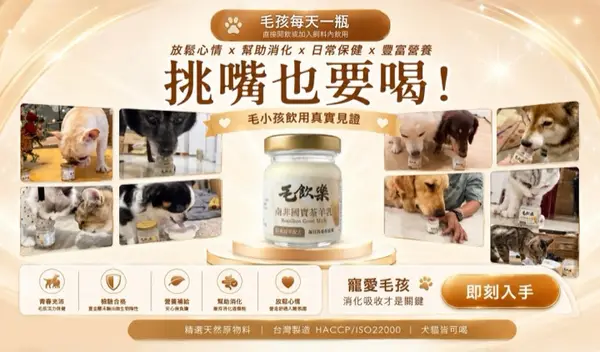 毛孩每天一瓶
直接開飲或加入飼料內飲用
放鬆心情 x 幫助消化 x 日常保健 x 豐富營養
挑嘴也要喝!
毛小孩飲用真實見證
毛飲樂
南非國寶茶羊乳
Rooibos Goat Milk
青春光沛
檢驗合格
營養補給
幫助消化
放鬆心情
寵愛毛孩
消化吸收才是關鍵
即刻入手
精選天然原物料 | 台灣製造 HACCP/ISO22000 | 犬貓皆可喝